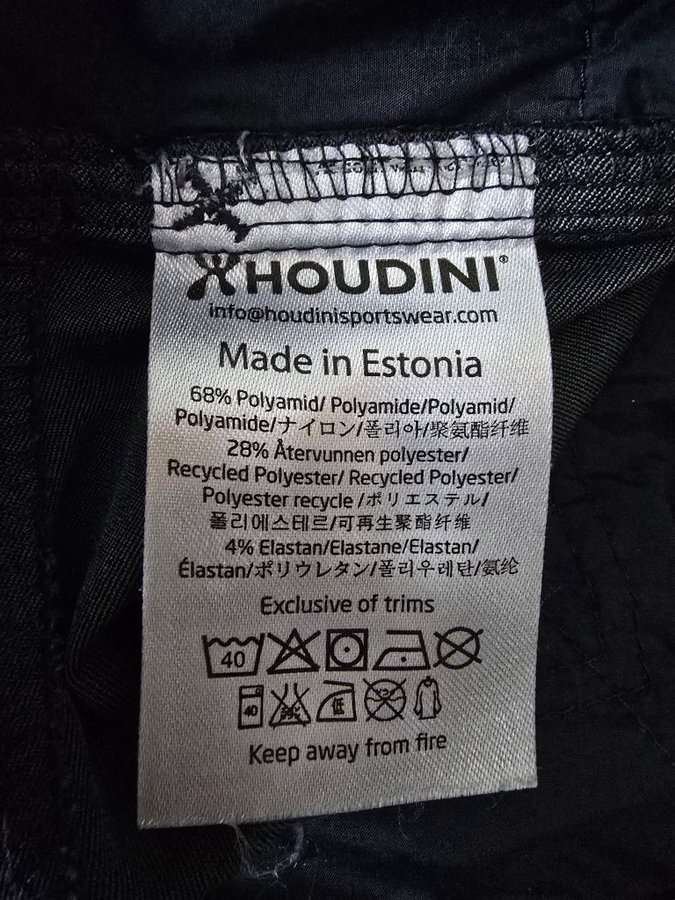 HOUDINI®
info@houdinisportswear.com
Made in Estonia
68% Polyamid/ Polyamide/Polyamid/
Polyamide/ナイロン/폴리아/聚氨酯纤维
28% Återvunnen polyester/
Recycled Polyester/ Recycled Polyester/
Polyester recycle /ポリエステル/
폴리에스테르/可再生聚酯纤维
4% Elastan/Elastane/Elastan/
Élastan/ポリウレタン/폴리우레탄/氨纶
Exclusive of trims
40
40
Keep away from fire